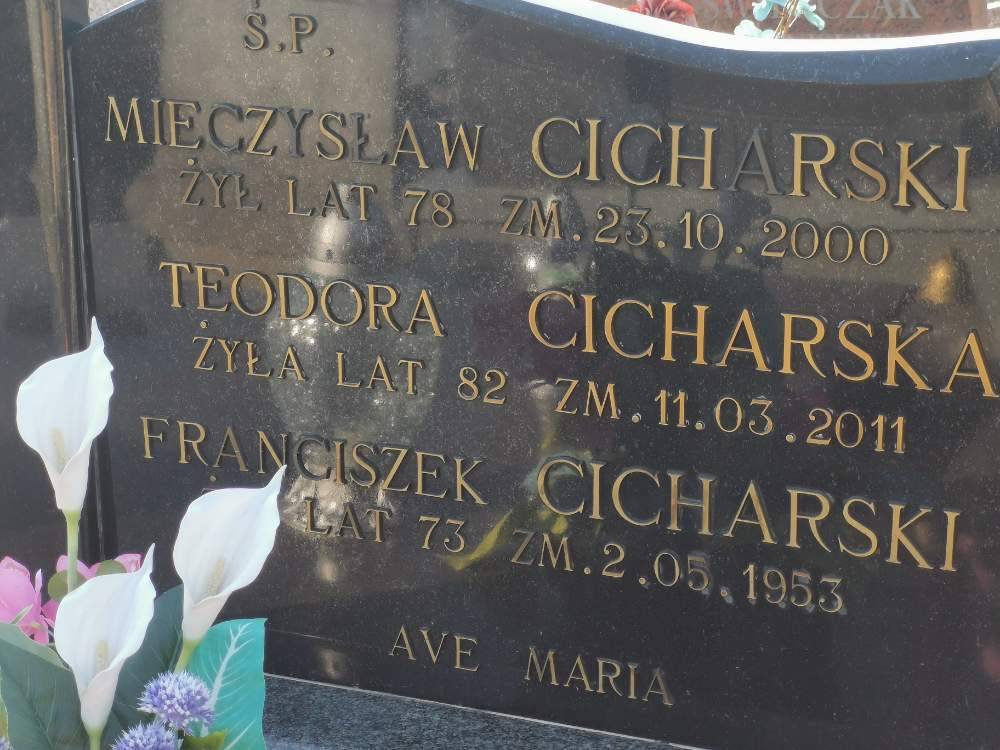 Ś.P.
MIECZYSŁAW CICHARSKI
ŻYŁ LAT 78 ZM. 23.10.2000
TEODORA CICHARSKA
ŻYŁA LAT 82 ZM. 11.03.2011
FRANCISZEK CICHARSKI
LAT 73 ZM. 2.05.1953
AVE MARIA